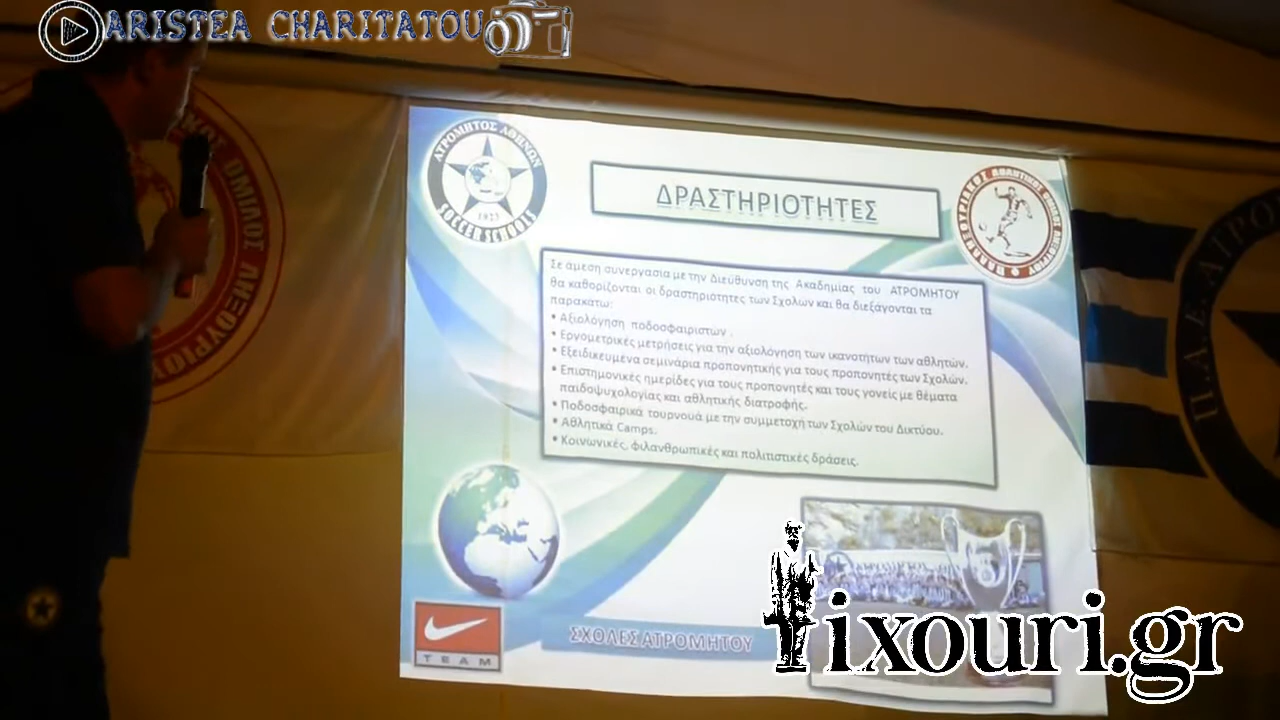 ARISTEA CHARITATOU
ΑΤΡΟΜΗΤΟΣ ΑΘΗΝΩΝ
1923
SOCCER SCHOOLS
ΔΡΑΣΤΗΡΙΟΤΗΤΕΣ
Σε άμεση συνεργασία με την Διεύθυνση της Ακαδημίας του ΑΤΡΟΜΗΤΟΥ
θα καθορίζονται οι δραστηριότητες των Σχολών και θα διεξάγονται τα
παρακάτω:
• Αξιολόγηση ποδοσφαιριστών .
• Εργομετρικές μετρήσεις για την αξιολόγηση των ικανοτήτων των αθλητών.
• Εξειδικευμένα σεμινάρια προπονητικής για τους προπονητές των Σχολών.
• Επιστημονικές ημερίδες για τους προπονητές και τους γονείς με θέματα
παιδοψυχολογίας και αθλητικής διατροφής.
• Ποδοσφαιρικά τουρνουά με την συμμετοχή των Σχολών του Δικτύου.
• Αθλητικά Camps.
• Κοινωνικές, φιλανθρωπικές και πολιτιστικές δράσεις.
ΟΜΙΛΟΣ ΛΗΞΟΥΡΙΟΥ
Π.Α.Ε. ΑΤΡΟ
TEAM
ΣΧΟΛΕΣ ΑΤΡΟΜΗΤΟΥ
lixouri.gr